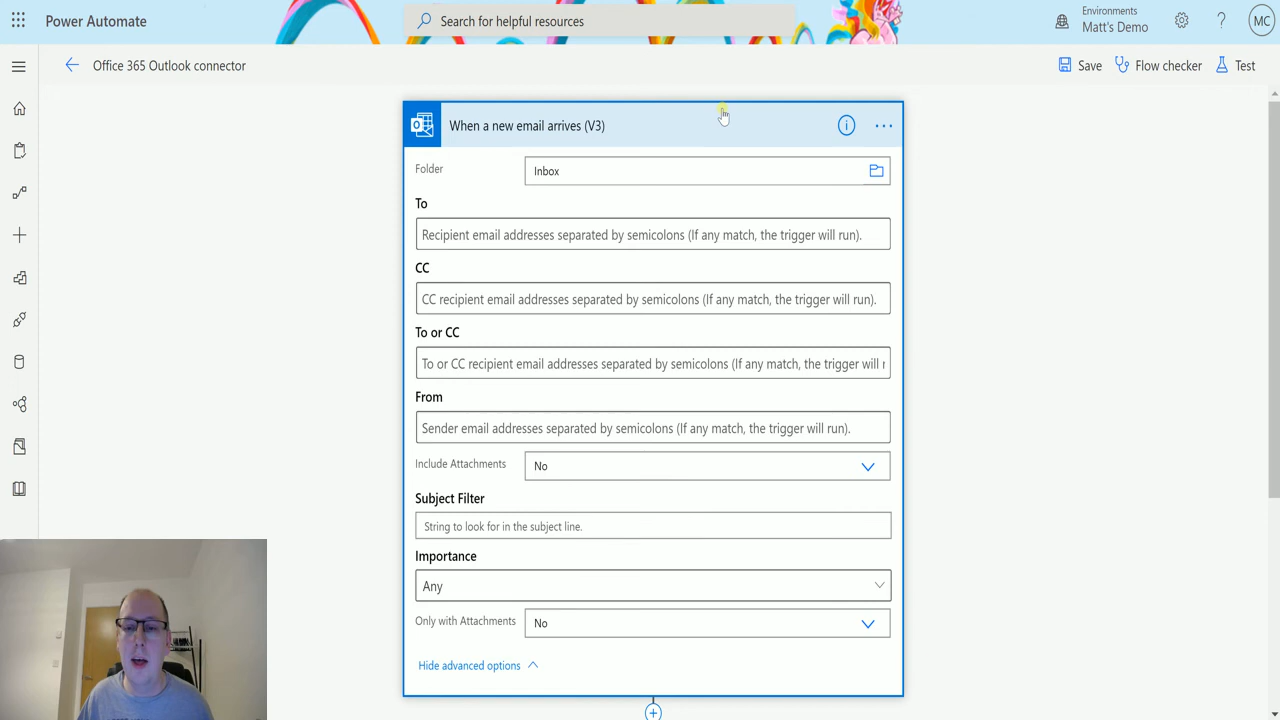 Power Automate
Search for helpful resources
Environments
Matt's Demo
?
MC
Office 365 Outlook connector
Save
Flow checker
Test
When a new email arrives (V3)
Folder
Inbox
To
Recipient email addresses separated by semicolons (If any match, the trigger will run).
CC
CC recipient email addresses separated by semicolons (If any match, the trigger will run).
To or CC
To or CC recipient email addresses separated by semicolons (If any match, the trigger will r
From
Sender email addresses separated by semicolons (If any match, the trigger will run).
Include Attachments
No
Subject Filter
String to look for in the subject line.
Importance
Any
Only with Attachments
No
Hide advanced options